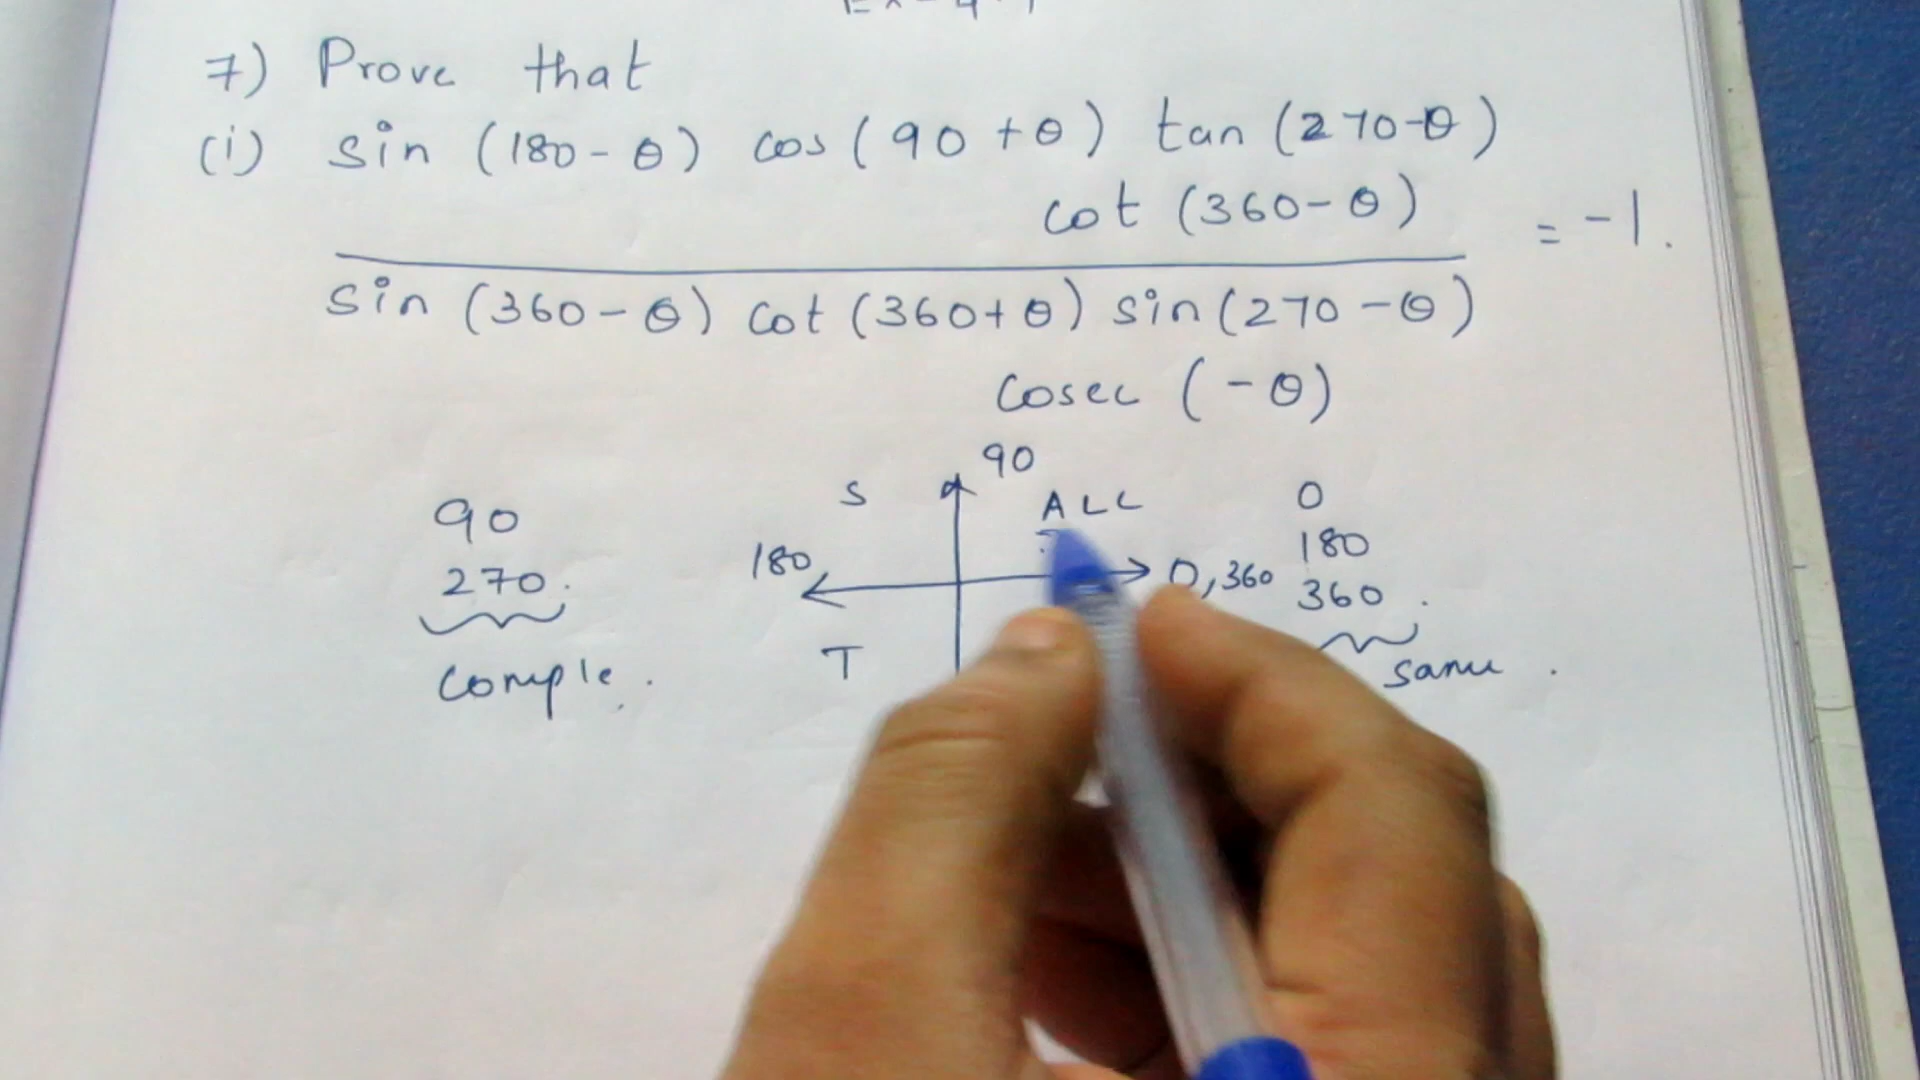 7) Prove that
(i) sin (180 - θ) cos (90 + θ) tan (270-θ)
cot (360 - θ)
= -1.
sin (360 - θ) cot (360 + θ) sin (270 - θ)
cosec (-θ)
90
S
ALL
0
90
180
180
270.
0,360
360.
T
comple.
same.